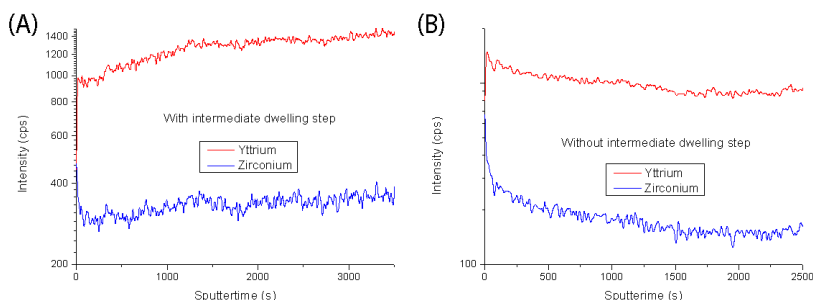 (A)
Intensity (cps)
1400
1200
1000
800
600
400
200
With intermediate dwelling step
Yttrium
Zirconium
0
1000
2000
3000
Sputtertime (s)
(B)
Intensity (cps)
100
Without intermediate dwelling step
Yttrium
Zirconium
0
500
1000
1500
2000
2500
Sputterime (s)